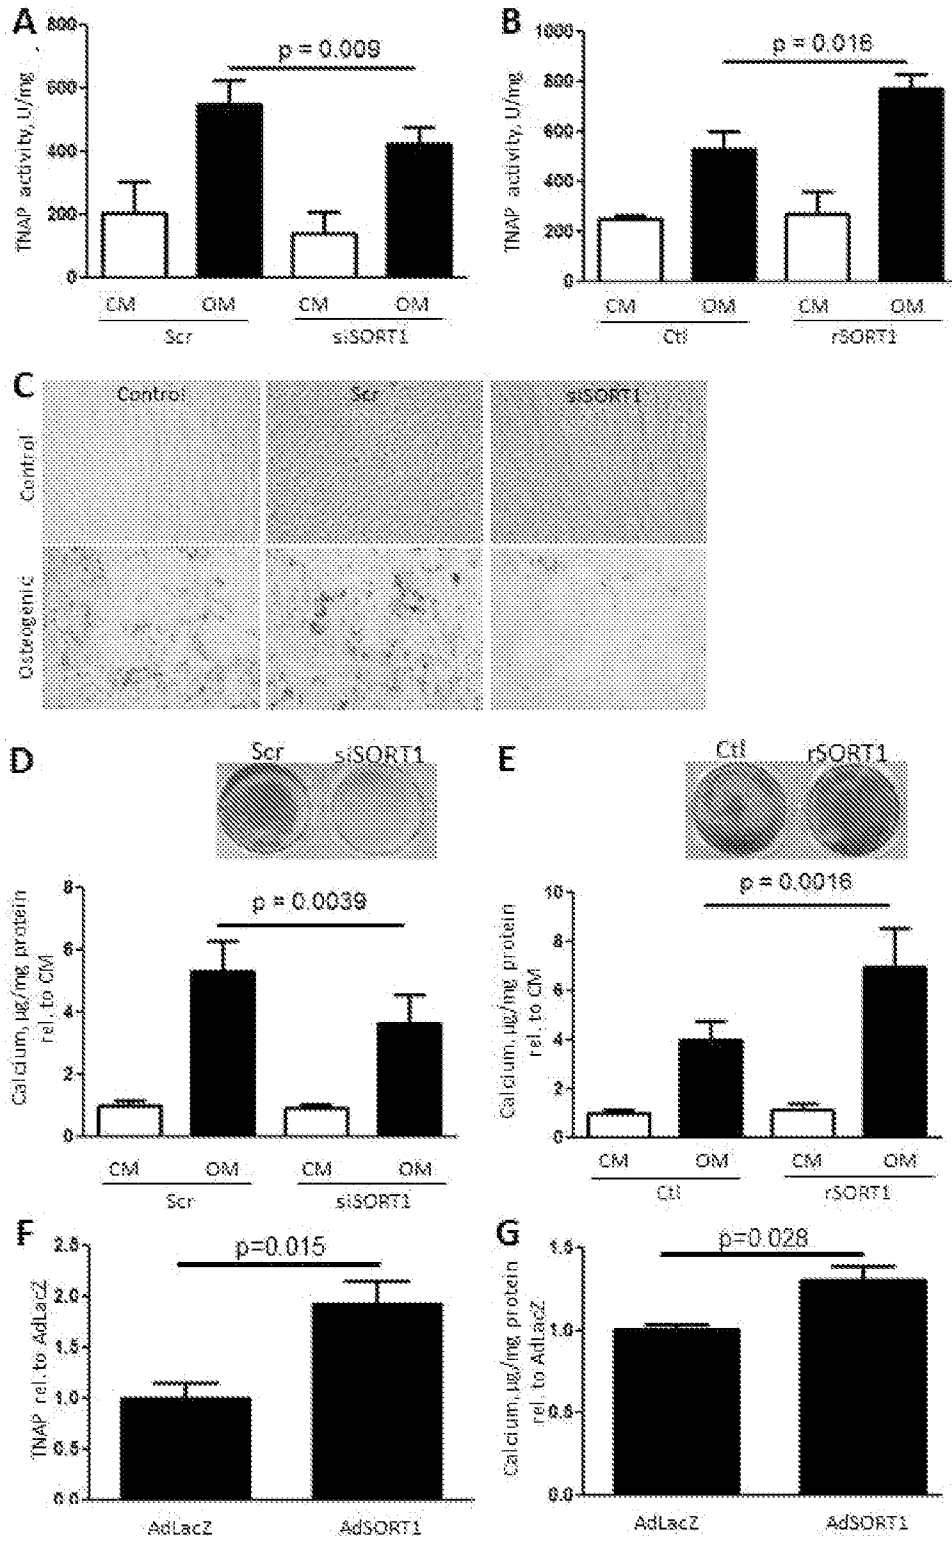 A
TNAP activity, U/mg
800
600
400
200
0
p = 0.009
CM OM CM OM
Scr siSORT1
B
TNAP activity, U/mg
1000
800
600
400
200
0
p = 0.016
CM OM CM OM
Ctl rSORT1
C
Control Scr siSORT1
Control
Osteogenic
D
Scr siSORT1
Calcium, µg/mg protein
rel. to CM
8
6
4
2
0
p = 0.0039
CM OM CM OM
Scr siSORT1
E
Ctl rSORT1
Calcium, µg/mg protein
rel. to CM
10
8
6
4
2
0
p = 0.0016
CM OM CM OM
Ctl rSORT1
F
TNAP rel. to AdLacZ
2.5
2.0
1.5
1.0
0.5
0.0
p=0.015
AdLacZ AdSORT1
G
Calcium, µg/mg protein
rel. to AdLacZ
1.5
1.0
0.5
0.0
p=0.028
AdLacZ AdSORT1